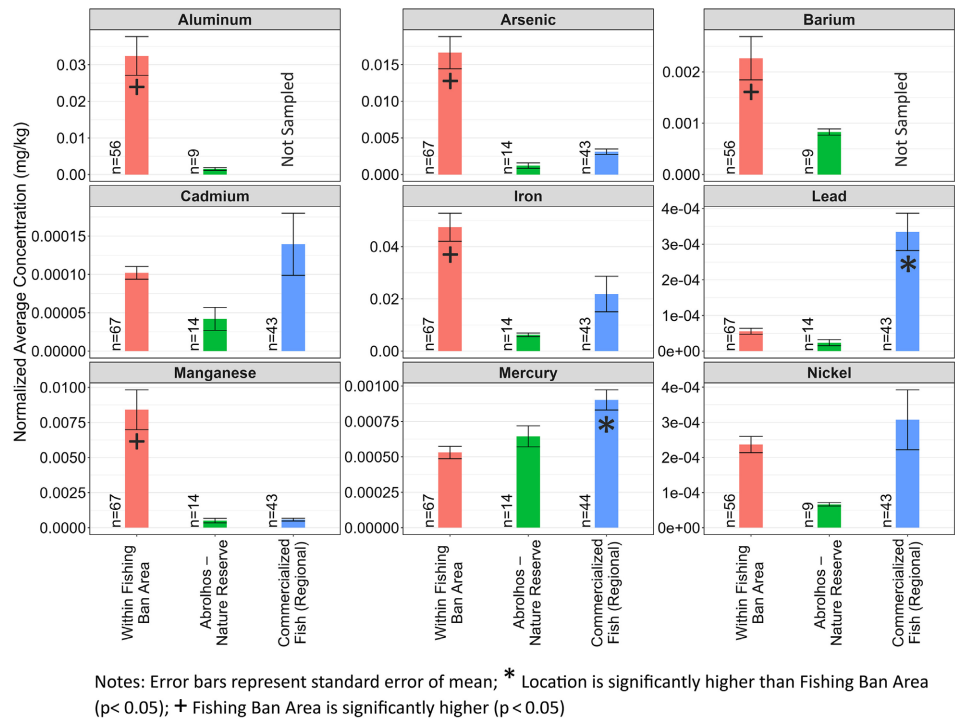 Aluminum
Arsenic
Barium
Normalized Average Concentration (mg/kg)
0.03
0.02
0.01
0.00
n=56
+
n=9
Not Sampled
0.015
0.010
0.005
0.000
n=67
+
n=14
n=43
0.002
0.001
0.000
n=56
+
n=9
Not Sampled
Cadmium
Iron
Lead
0.00015
0.00010
0.00005
0.00000
n=67
n=14
n=43
0.04
0.02
0.00
n=67
+
n=14
n=43
4e-04
3e-04
2e-04
1e-04
0e+00
n=67
n=14
n=43
*
Manganese
Mercury
Nickel
0.0100
0.0075
0.0050
0.0025
0.0000
n=67
+
n=14
n=43
0.00100
0.00075
0.00050
0.00025
0.00000
n=67
n=14
n=44
*
4e-04
3e-04
2e-04
1e-04
0e+00
n=56
n=9
n=43
Within Fishing
Ban Area
Abrolhos –
Nature Reserve
Commercialized
Fish (Regional)
Within Fishing
Ban Area
Abrolhos –
Nature Reserve
Commercialized
Fish (Regional)
Within Fishing
Ban Area
Abrolhos –
Nature Reserve
Commercialized
Fish (Regional)
Notes: Error bars represent standard error of mean; * Location is significantly higher than Fishing Ban Area
(p< 0.05); + Fishing Ban Area is significantly higher (p < 0.05)